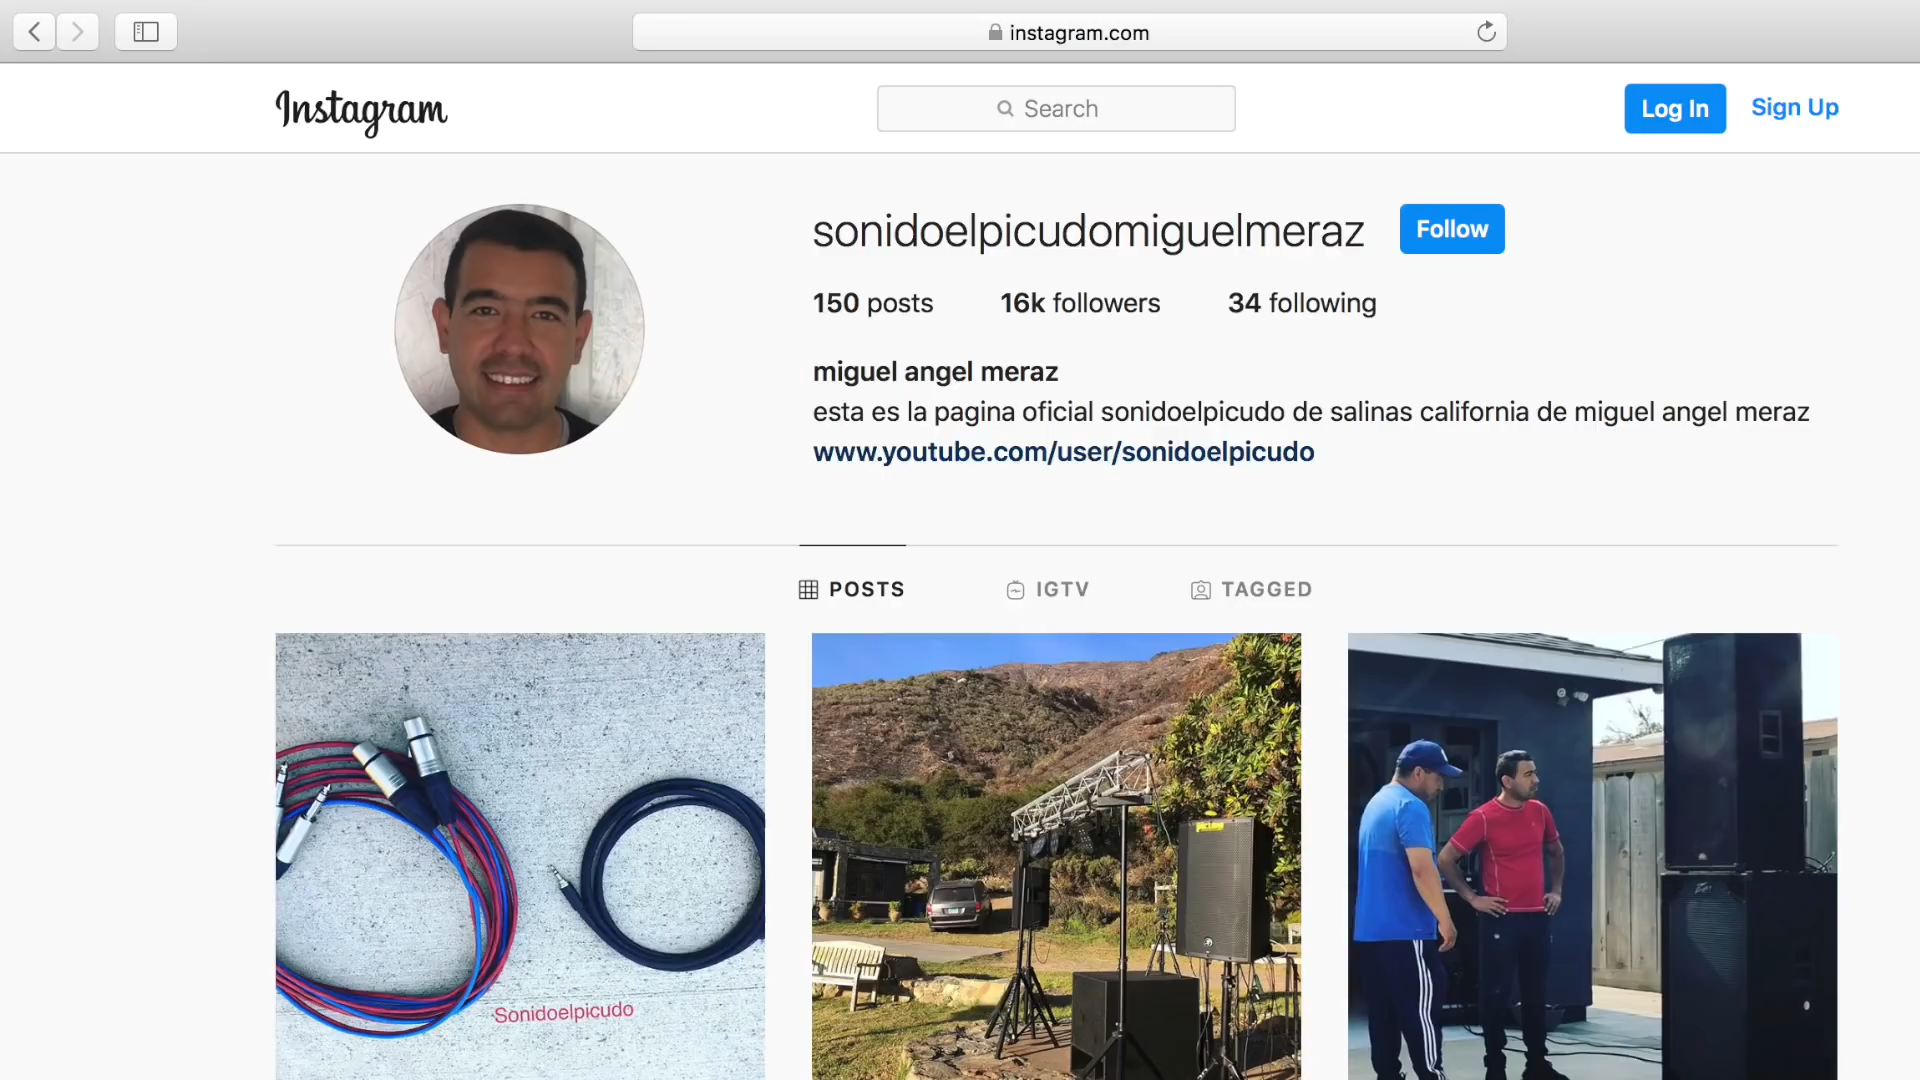 instagram.com
Instagram
Search
Log In
Sign Up
sonidoelpicudomiguelmeraz
Follow
150 posts
16k followers
34 following
miguel angel meraz
esta es la pagina oficial sonidoelpicudo de salinas california de miguel angel meraz
www.youtube.com/user/sonidoelpicudo
POSTS
IGTV
TAGGED
Sonidoelpicudo